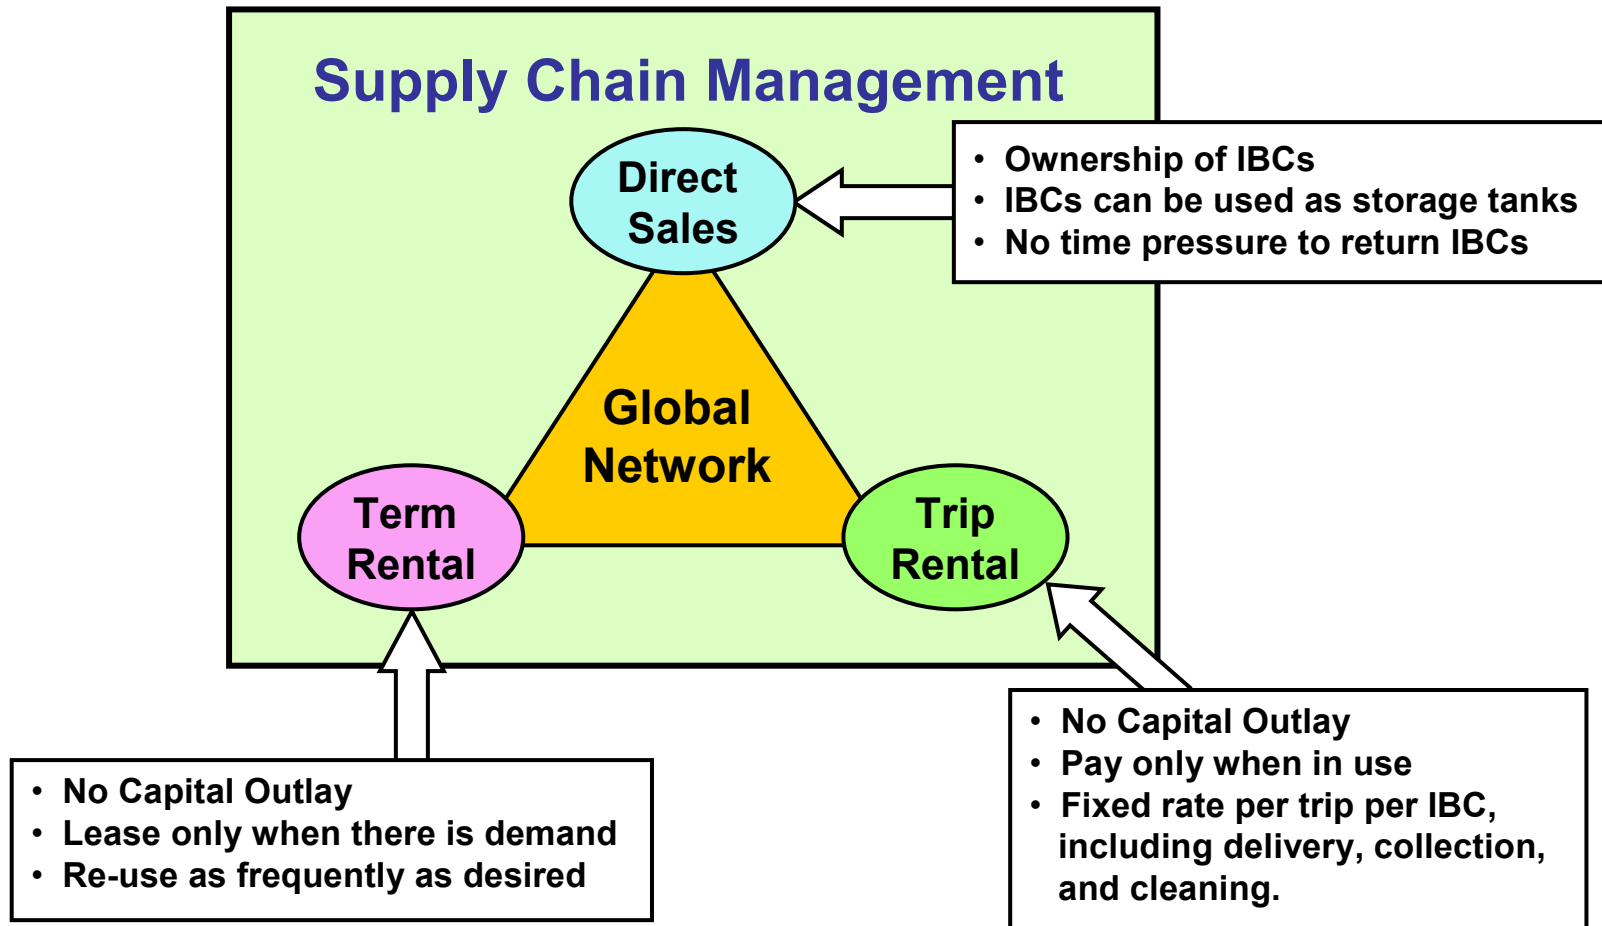 Supply Chain Management
Direct
Sales
• Ownership of IBCs
• IBCs can be used as storage tanks
• No time pressure to return IBCs
Global
Network
Term
Rental
Trip
Rental
• No Capital Outlay
• Lease only when there is demand
• Re-use as frequently as desired
• No Capital Outlay
• Pay only when in use
• Fixed rate per trip per IBC,
including delivery, collection,
and cleaning.